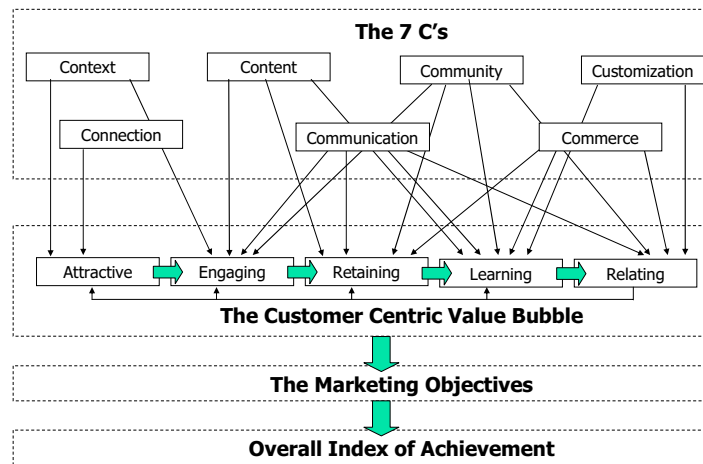 The 7 C's
Context
Content
Community
Customization
Connection
Communication
Commerce
Attractive
Engaging
Retaining
Learning
Relating
The Customer Centric Value Bubble
The Marketing Objectives
Overall Index of Achievement